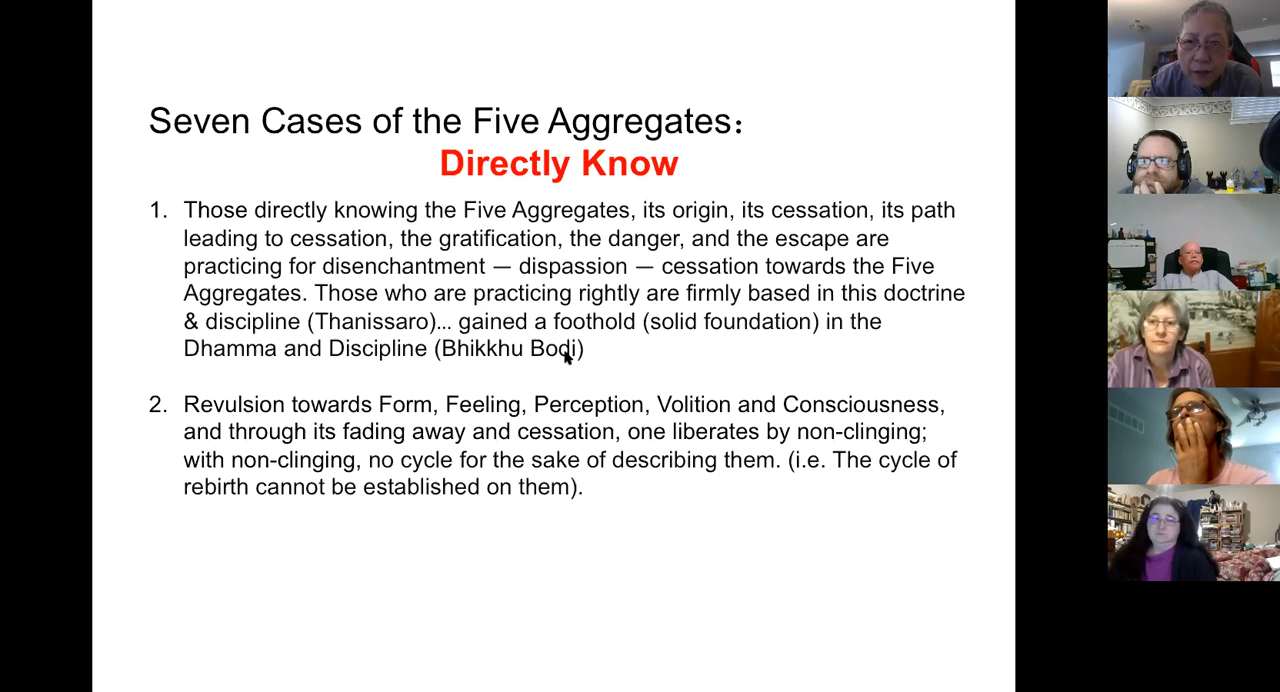 Seven Cases of the Five Aggregates：
Directly Know
1. Those directly knowing the Five Aggregates, its origin, its cessation, its path
leading to cessation, the gratification, the danger, and the escape are
practicing for disenchantment — dispassion — cessation towards the Five
Aggregates. Those who are practicing rightly are firmly based in this doctrine
& discipline (Thanissaro)... gained a foothold (solid foundation) in the
Dhamma and Discipline (Bhikkhu Bodi)
2. Revulsion towards Form, Feeling, Perception, Volition and Consciousness,
and through its fading away and cessation, one liberates by non-clinging;
with non-clinging, no cycle for the sake of describing them. (i.e. The cycle of
rebirth cannot be established on them).